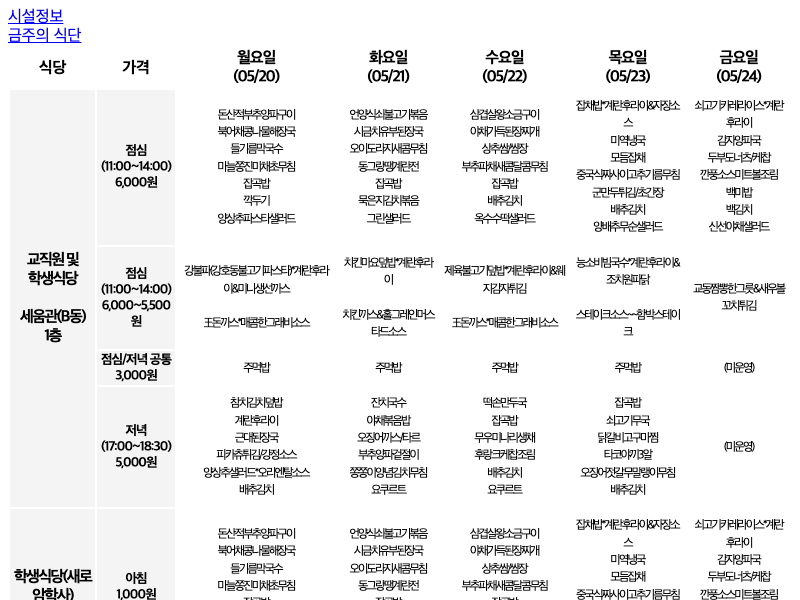 시설정보
금주의 식단
식당
가격
월요일
(05/20)
화요일
(05/21)
수요일
(05/22)
목요일
(05/23)
금요일
(05/24)
교직원 및
학생식당
세움관(B동)
1층
점심
(11:00~14:00)
6,000원
돈산적부추양파구이
북어채콩나물해장국
들기름막국수
마늘쫑진미채초무침
잡곡밥
깍두기
양상추파스타샐러드
언양식쇠불고기볶음
시금치유부된장국
오이도라지새콤무침
동그랑땡계란전
잡곡밥
묵은지김치볶음
그린샐러드
삼겹살왕소금구이
야채가득된장찌개
상추쌈/쌈장
부추파채새콤달콤무침
잡곡밥
배추김치
옥수수떡샐러드
잡채밥*계란후라이&자장소
스
미역냉국
모듬잡채
중국식짜사이고추기름무침
군만두튀김/초간장
배추김치
양배추무순샐러드
쇠고기카레라이스*계란
후라이
감자양파국
두부도너츠/케찹
깐풍소스미트볼조림
백미밥
백김치
신선야채샐러드
점심
(11:00~14:00)
6,000~5,500
원
강불파(강호동불고기파스타)*계란후라
이&미니생선까스
왕돈까스*매콤한그래비소스
치킨마요덮밥*계란후라
이
치킨까스&홀그레인머스
타드소스
제육불고기덮밥*계란후라이&웨
지감자튀김
왕돈까스*매콤한그래비소스
능소비빔국수*계란후라이&
조치원파닭
스테이크소스~~함박스테이
크
교동짬뽕한그릇&새우볼
꼬치튀김
점심/저녁 공통
3,000원
주먹밥
주먹밥
주먹밥
주먹밥
(미운영)
저녁
(17:00~18:30)
5,000원
참치김치덮밥
계란후라이
근대된장국
피카츄튀김/강정소스
양상추샐러드*오리엔탈소스
배추김치
잔치국수
야채볶음밥
오징어까스/타르
부추양파겉절이
쫑쫑이양념김치무침
요쿠르트
떡손만두국
잡곡밥
무우미나리생채
후랑크케찹조림
배추김치
요쿠르트
잡곡밥
쇠고기무국
닭갈비고구마찜
타코야끼3알
오징어젓갈무말랭이무침
배추김치
(미운영)
학생식당(새로
암학사)
아침
1,000원
돈산적부추양파구이
북어채콩나물해장국
들기름막국수
마늘쫑진미채초무침
언양식쇠불고기볶음
시금치유부된장국
오이도라지새콤무침
동그랑땡계란전
삼겹살왕소금구이
야채가득된장찌개
상추쌈/쌈장
부추파채새콤달콤무침
잡채밥*계란후라이&자장소
스
미역냉국
모듬잡채
중국식짜사이고추기름무침
쇠고기카레라이스*계란
후라이
감자양파국
두부도너츠/케찹
깐풍소스미트볼조림